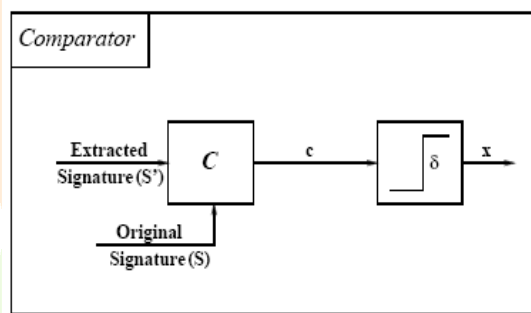 Comparator
Extracted
Signature (S’)
C
c
δ
x
Original
Signature (S)